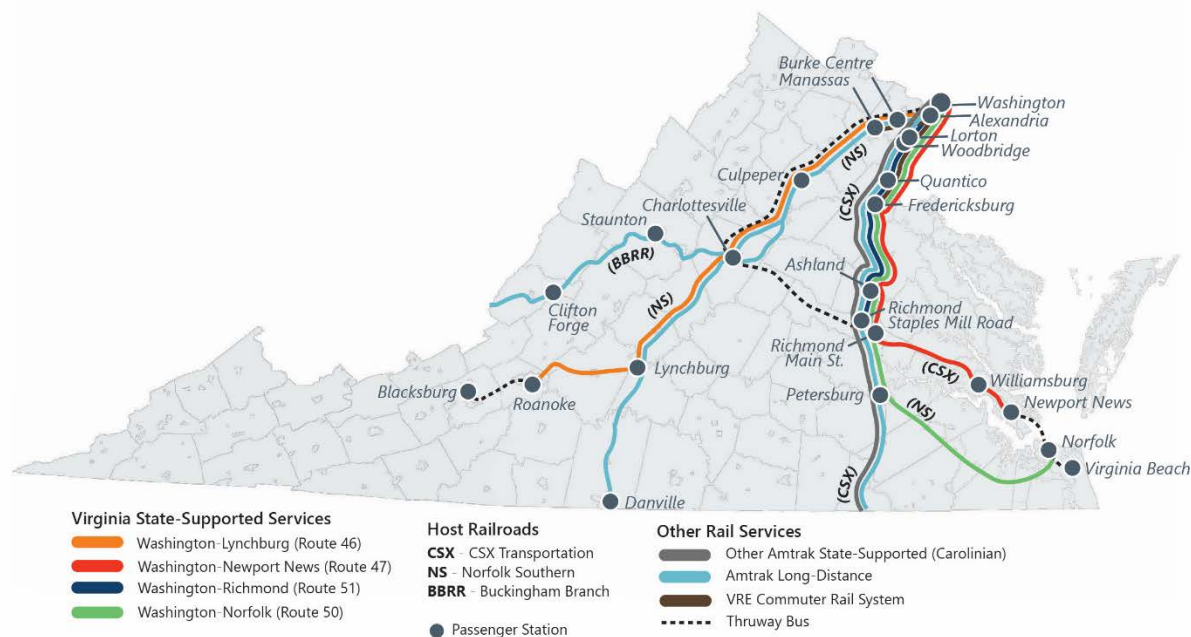 Burke Centre
Manassas
Washington
Alexandria
Lorton
Woodbridge
(NS)
Culpeper
Quantico
(CSX)
Fredericksburg
Charlottesville
Staunton
(BBRR)
Ashland
Clifton
Forge
(NS)
Richmond
Staples Mill Road
Richmond
Main St.
Lynchburg
(CSX)
Williamsburg
Blacksburg
Roanoke
Petersburg
Newport News
(NS)
Norfolk
Virginia Beach
(CSX)
Danville
Virginia State-Supported Services
Washington-Lynchburg (Route 46)
Washington-Newport News (Route 47)
Washington-Richmond (Route 51)
Washington-Norfolk (Route 50)
Host Railroads
CSX - CSX Transportation
NS - Norfolk Southern
BBRR - Buckingham Branch
Passenger Station
Other Rail Services
Other Amtrak State-Supported (Carolinian)
Amtrak Long-Distance
VRE Commuter Rail System
Thruway Bus